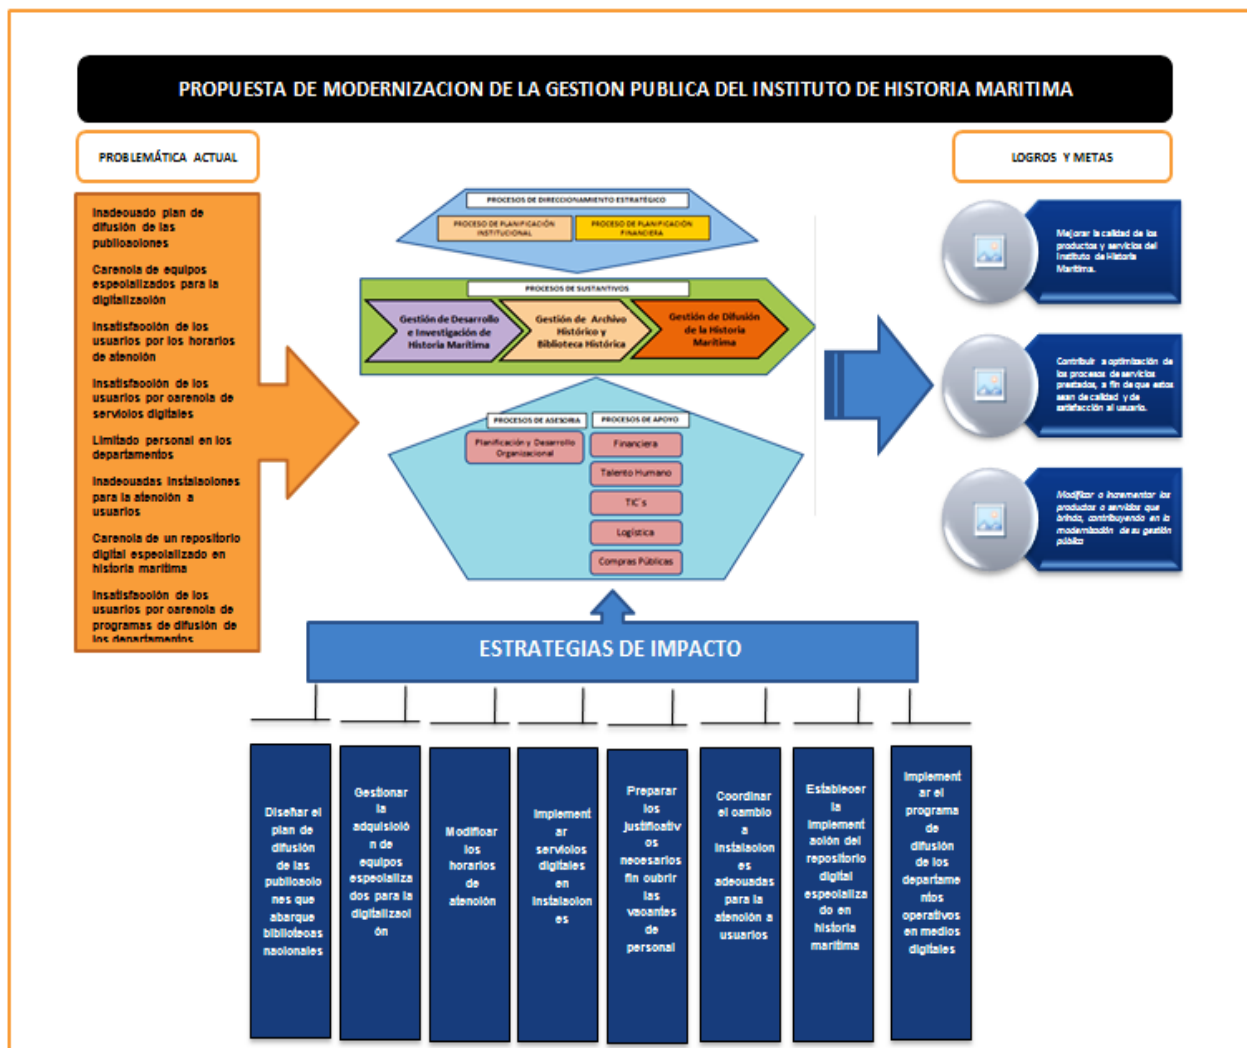 PROPUESTA DE MODERNIZACION DE LA GESTION PUBLICA DEL INSTITUTO DE HISTORIA MARITIMA
PROBLEMÁTICA ACTUAL
Inadecuado plan de
difusión de las
publicaciones
Carencia de equipos
especializados para la
digitalización
Insatisfacción de los
usuarios por los horarios
de atención
Insatisfacción de los
usuarios por carencia de
servicios digitales
Limitado personal en los
departamentos
Inadecuadas instalaciones
para la atención a
usuarios
Carencia de un repositorio
digital especializado en
historia marítima
Insatisfacción de los
usuarios por carencia de
programas de difusión de
los departamentos
PROCESOS DE DIRECCIONAMIENTO ESTRATÉGICO
PROCESO DE PLANIFICACIÓN
INSTITUCIONAL
PROCESO DE PLANIFICACIÓN
FINANCIERA
PROCESOS DE SUSTANTIVOS
Gestión de Desarrollo
e Investigación de
Historia Marítima
Gestión de Archivo
Histórico y
Biblioteca Histórica
Gestión de Difusión
de la Historia
Marítima
PROCESOS DE ASESORIA
Planificación y Desarrollo
Organizacional
PROCESOS DE APOYO
Financiera
Talento Humano
TIC´s
Logística
Compras Públicas
LOGROS Y METAS
Mejorar la calidad de los
productos y servicios del
Instituto de Historia
Marítima.
Contribuir a optimización de
los procesos de servicios
prestados, a fin de que estos
sean de calidad y de
satisfacción al usuario.
Modificar o incrementar los
productos o servicios que
brinda, contribuyendo en la
modernización de su gestión
pública
ESTRATEGIAS DE IMPACTO
Diseñar el
plan de
difusión
de las
publicacio
nes que
abarque
bibliotecas
nacionales
Gestionar
la
adquisició
n de
equipos
especializa
dos para la
digitalizaci
ón
Modificar
los
horarios
de
atención
Implement
ar
servicios
digitales
en
instalacion
es
Preparar
los
justificativ
os
necesarios
fin cubrir
las
vacantes
de
personal
Coordinar
el cambio
a
instalacion
es
adecuadas
para la
atención a
usuarios
Establecer
la
implement
ación del
repositorio
digital
especializa
do en
historia
marítima
Implement
ar el
programa
de
difusión
de los
departame
ntos
operativos
en medios
digitales